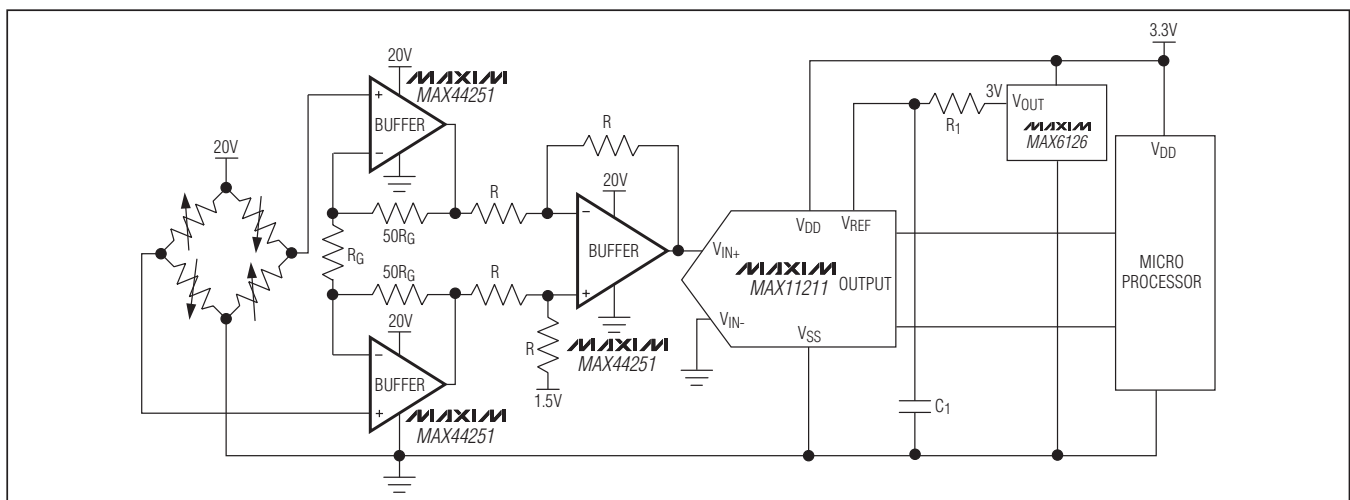 3.3V
20V
MAXIM
MAX44251
+
BUFFER
−
20V
50RG
R
R
RG
50RG
R
20V
−
BUFFER
+
20V
−
BUFFER
+
R
1.5V
MAXIM
MAX44251
MAXIM
MAX44251
VIN+
VIN-
VDD
VREF
MAXIM
MAX11211
OUTPUT
VSS
R1
3V
VOUT
MAXIM
MAX6126
C1
VDD
MICRO
PROCESSOR